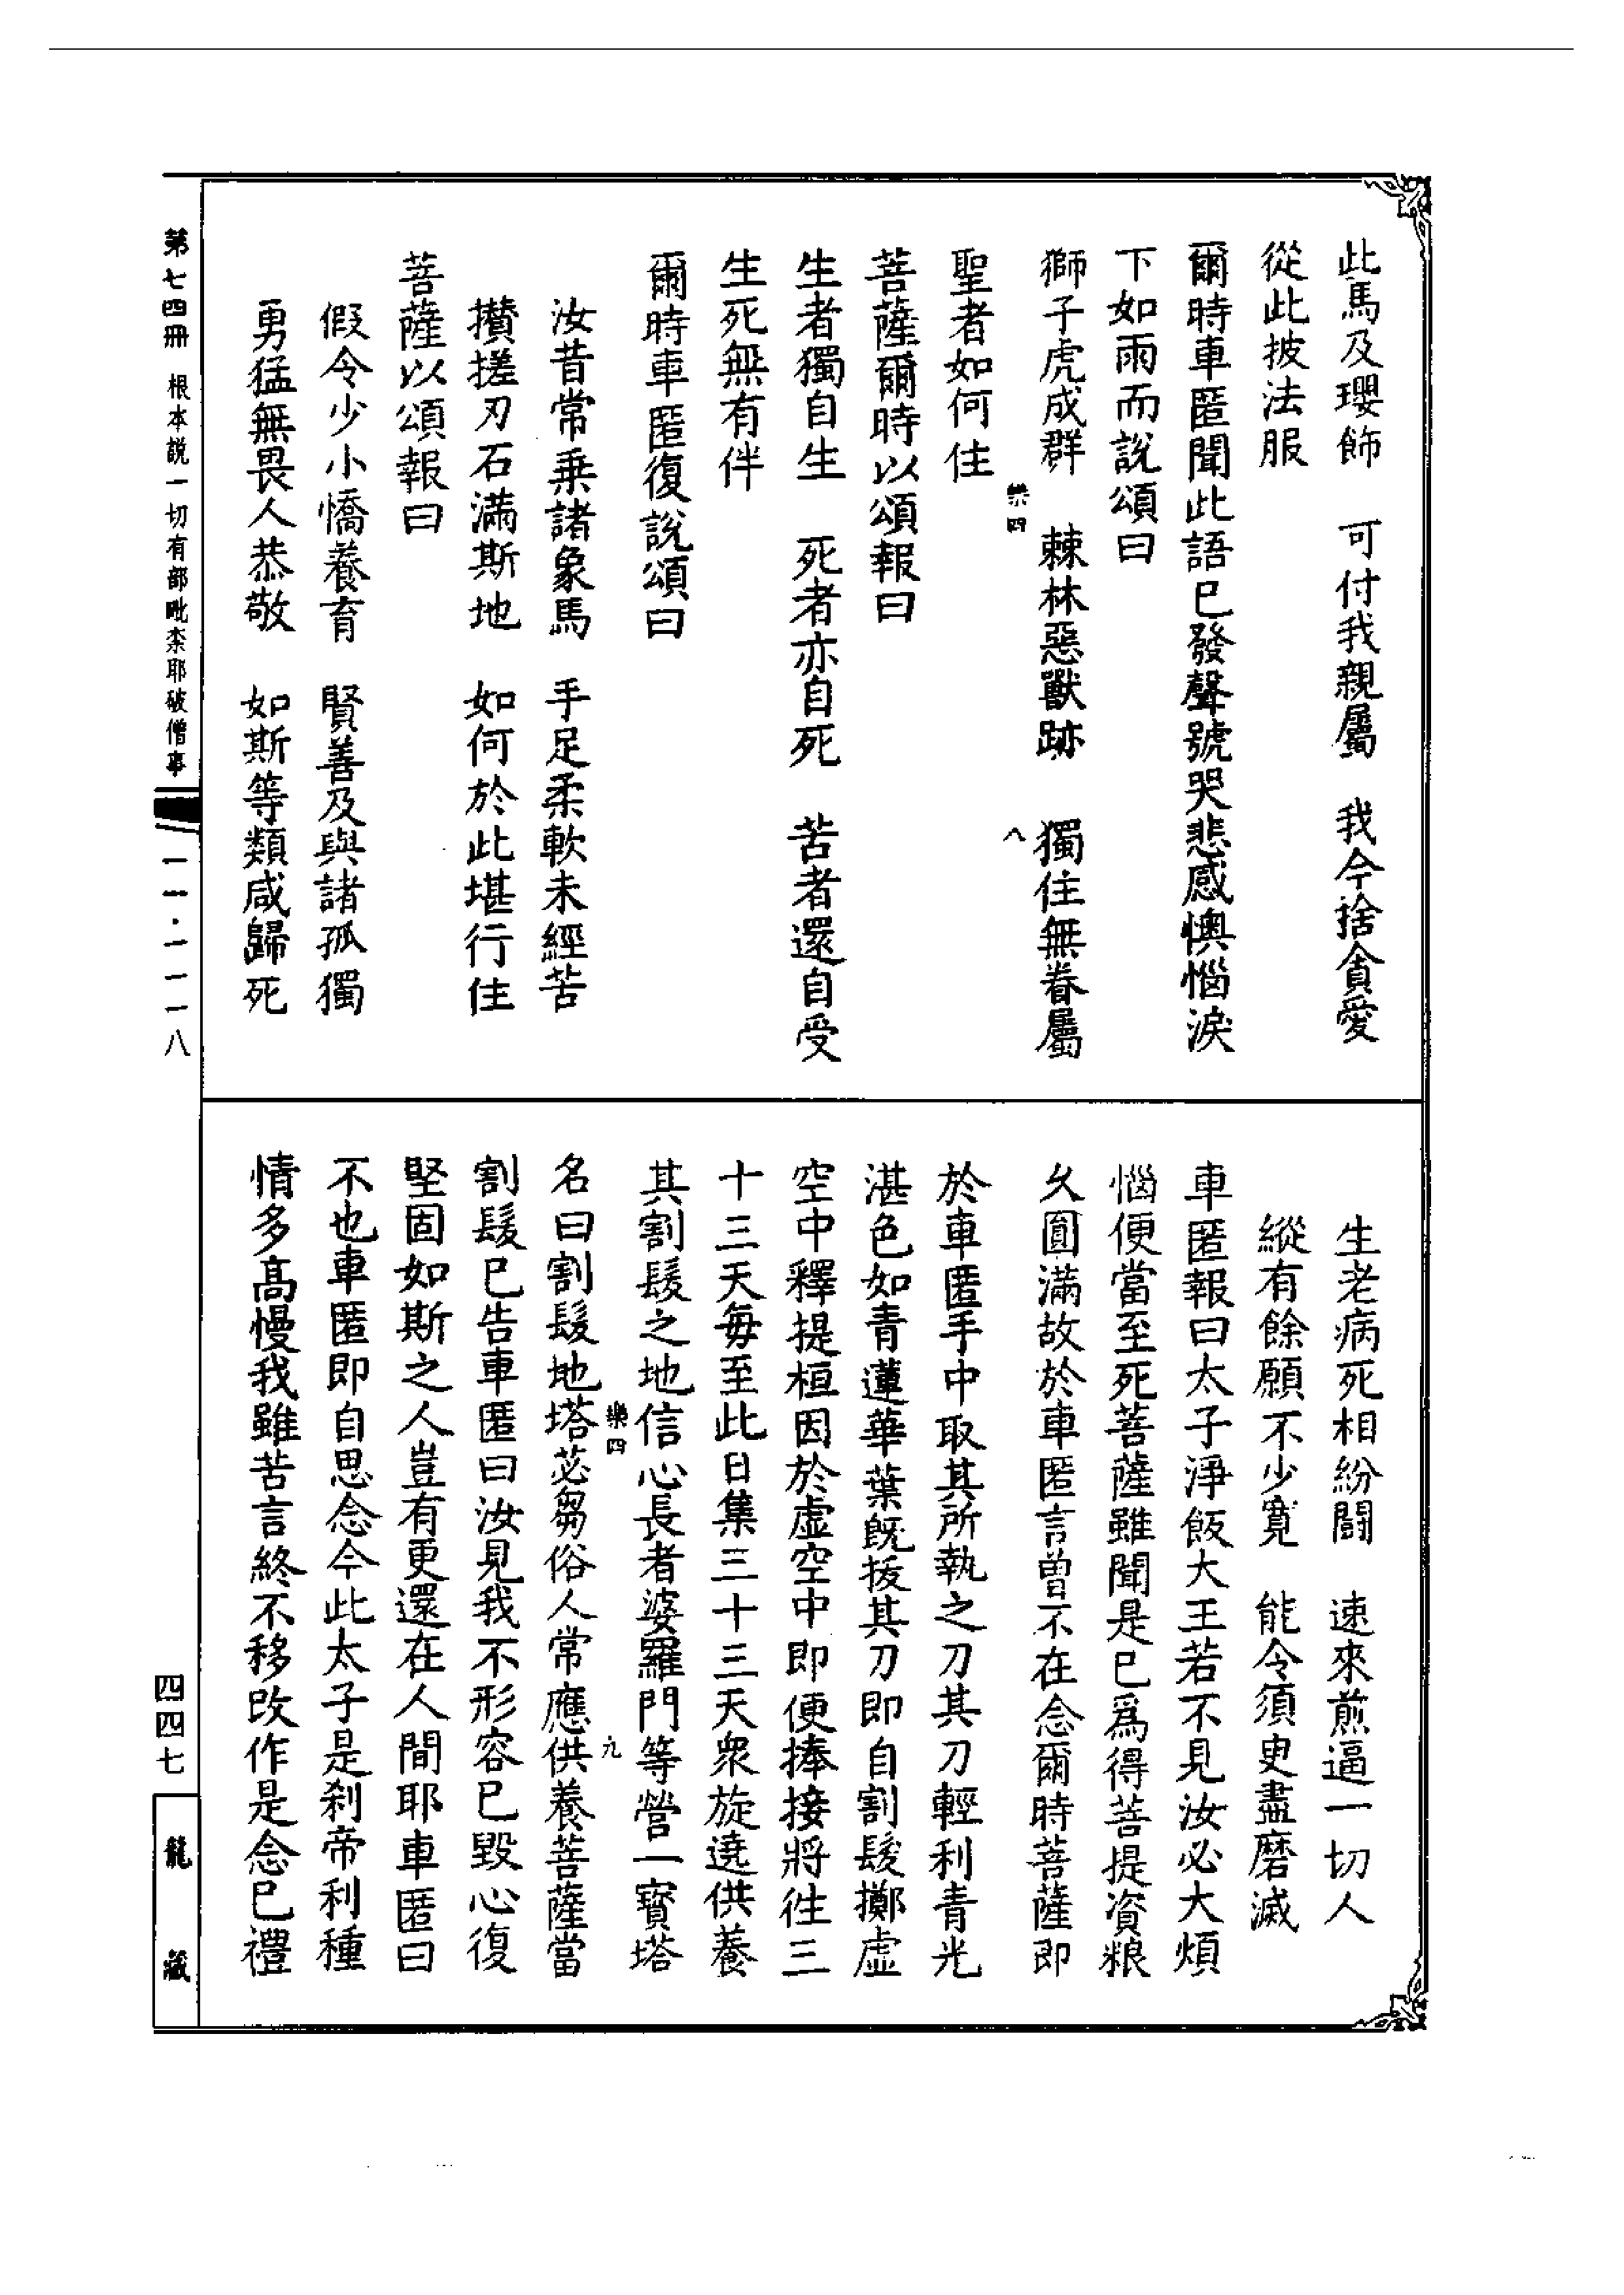 此馬及瓔飾　可付我親屬　我今捨貪愛
從此披法服
爾時車匿聞此語已發聲號哭悲感懊惱淚
下如雨而說頌曰
獅子虎成群　棘林惡獸跡　獨住無眷屬
樂四　八
聖者如何住
菩薩爾時以頌報曰
生者獨自生　死者亦自死　苦者還自受
生死無有伴
爾時車匿復說頌曰
汝昔常乗諸象馬　手足柔軟未經苦
攅搓刃石滿斯地　如何於此堪行住
菩薩以頌報曰
假令少小憍養育　賢善及與諸孤獨
勇猛無畏人恭敬　如斯等類咸歸死
生老病死相紛鬪　速來煎逼一切人
縱有餘願不少寬　能令須臾盡磨滅
車匿報曰太子淨飯大王若不見汝必大煩
惱便當至死菩薩雖聞是已爲得菩提資粮
久圓滿故於車匿言曾不在念爾時菩薩即
於車匿手中取其所執之刀其刀輕利青光
湛色如青蓮華葉旣拔其刀即自割髮擲虛
空中釋提桓因於虛空中即便捧接將往三
十三天每至此日集三十三天衆旋遶供養
其割髮之地信心長者婆羅門等營一寳塔
樂四　九
名曰割髮地塔苾芻俗人常應供養菩薩當
割髮已告車匿曰汝見我不形容已毀心復
堅固如斯之人豈有更還在人間耶車匿曰
不也車匿即自思念今此太子是刹帝利種
情多高慢我雖苦言終不移改作是念已禮
第七四冊　根本說一切有部毗柰耶破僧事
一一·一一一八
四四七
龍藏